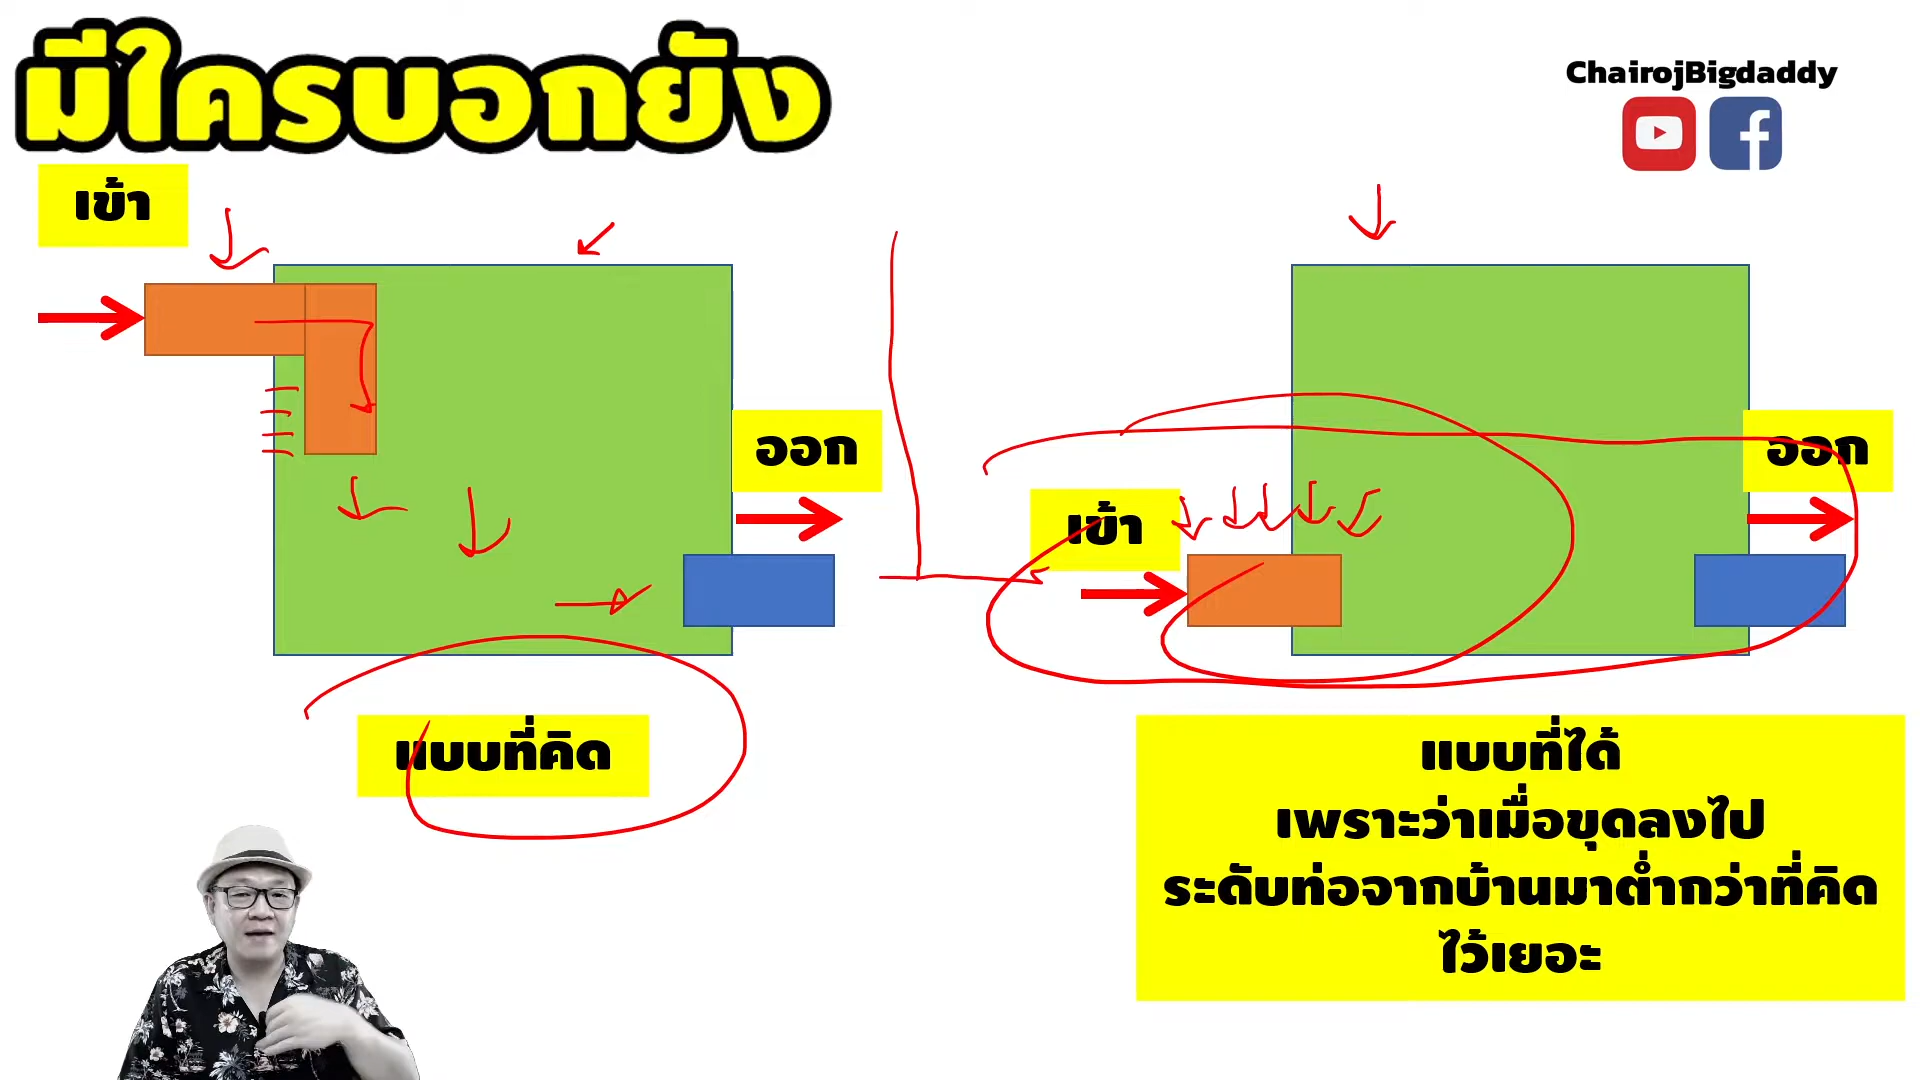 มีใครบอกยัง
ChairojBigdaddy
เข้า
ออก
แบบที่คิด
ออก
เข้า
แบบที่ได้
เพราะว่าเมื่อขุดลงไป
ระดับท่อจากบ้านมาต่ำกว่าที่คิด
ไว้เยอะ